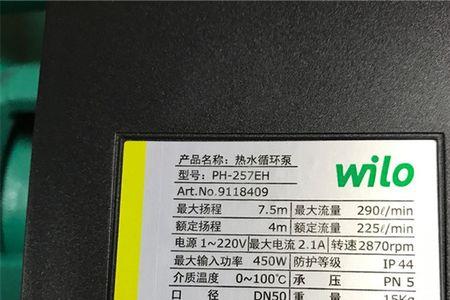 产品名称: 热水循环泵
型号: PH-257EH
Art.No.9118409
wilo
最大扬程 7.5m 最大流量 290ℓ/min
额定扬程 4m 额定流量 225ℓ/min
电源 1~220V 最大电流 2.1A 转速 2870rpm
最大输入功率 450W 防护等级 IP 44
介质温度 0~100℃ 承 压 PN 5
口 径 DN50 重 量 15Kg